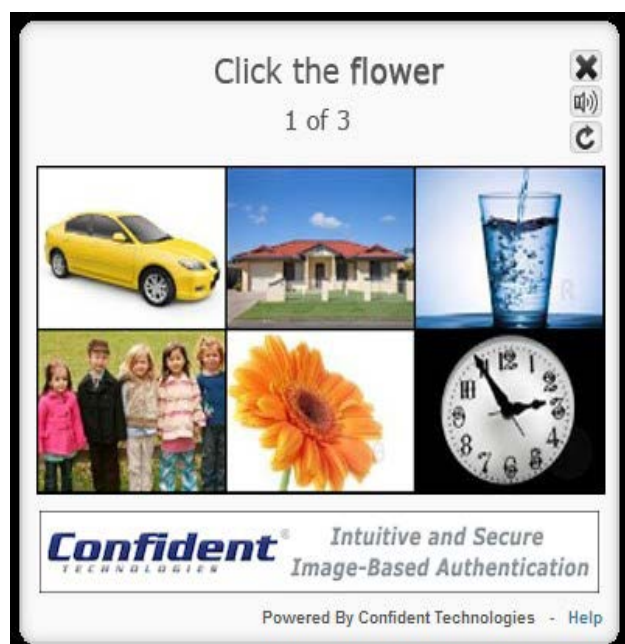 Click the flower
1 of 3
Confident®
TECHNOLOGIES
Intuitive and Secure
Image-Based Authentication
Powered By Confident Technologies - Help